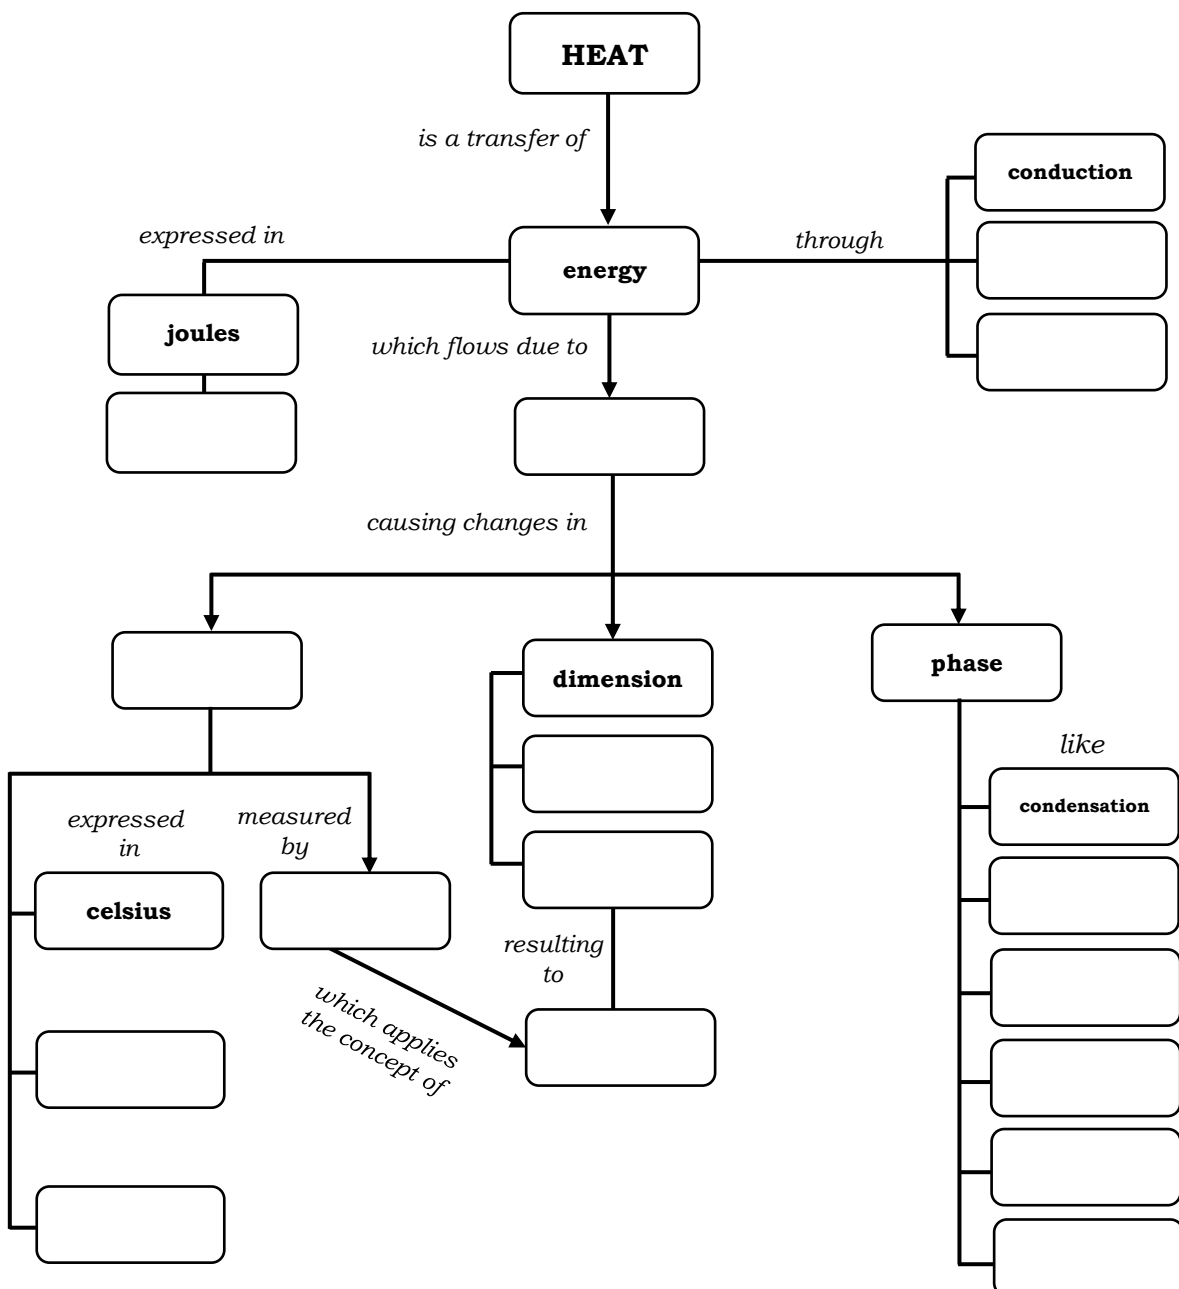 HEAT
is a transfer of
conduction
expressed in
through
energy
joules
which flows due to
causing changes in
dimension
phase
like
condensation
expressed
in
measured
by
celsius
resulting
to
which applies
the concept of